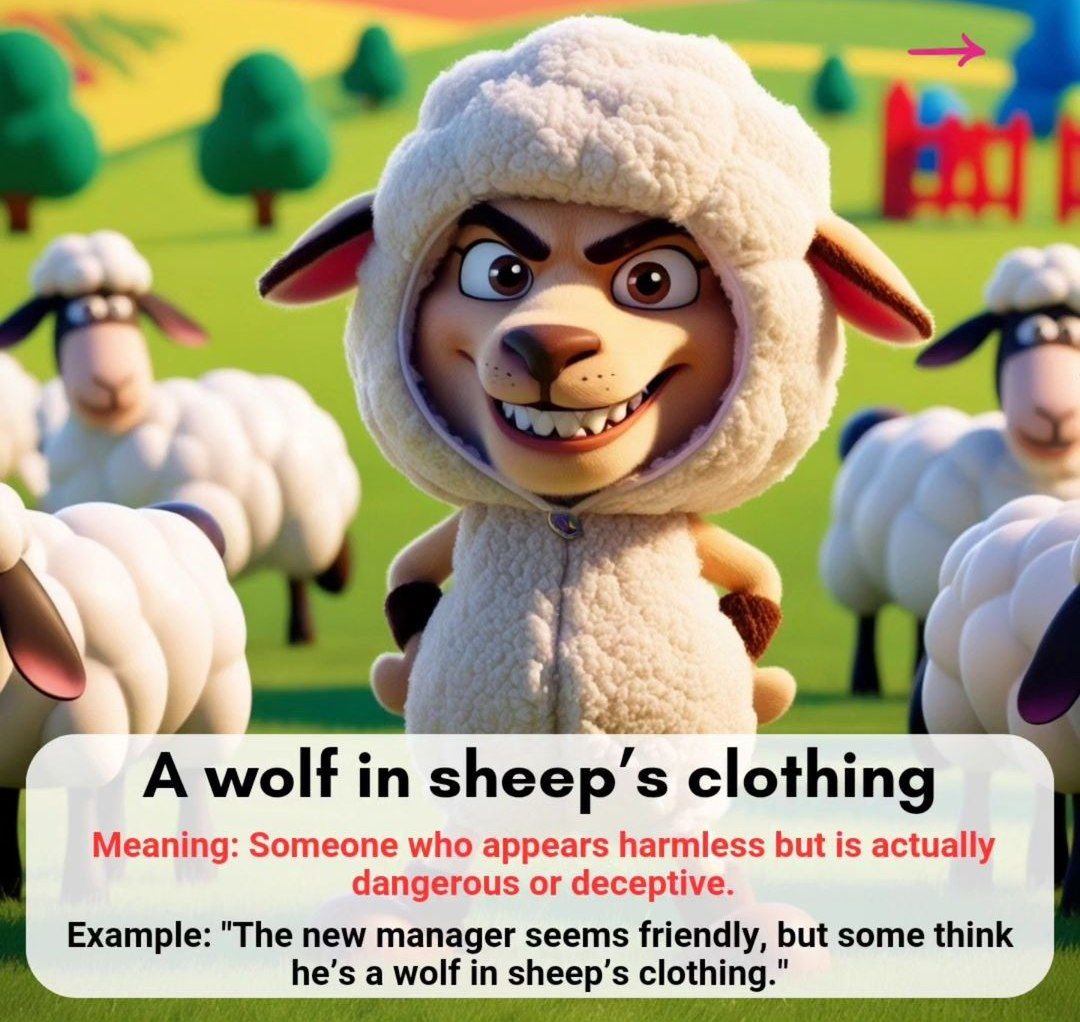 A wolf in sheep’s clothing
Meaning: Someone who appears harmless but is actually
dangerous or deceptive.
Example: "The new manager seems friendly, but some think
he’s a wolf in sheep’s clothing."